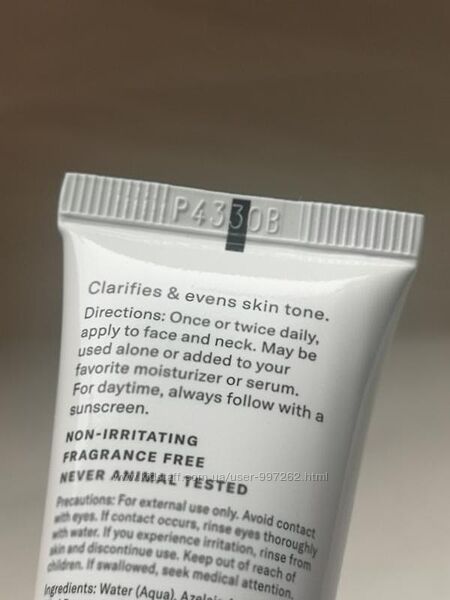 P4330B
Clarifies & evens skin tone.
Directions: Once or twice daily,
apply to face and neck. May be
used alone or added to your
favorite moisturizer or serum.
For daytime, always follow with a
sunscreen.
NON-IRRITATING
FRAGRANCE FREE
NEVER ANIMAL TESTED
Precautions: For external use only. Avoid contact
with eyes. If contact occurs, rinse eyes thoroughly
with water. If you experience irritation, rinse from
skin and discontinue use. Keep out of reach of
children. If swallowed, seek medical attention.
Ingredients: Water (Aqua),